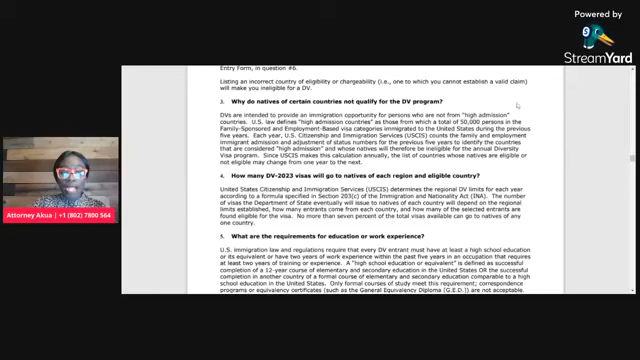 Powered by
StreamYard
Entry Form, in question #6.
Listing an incorrect country of eligibility or chargeability (i.e., one to which you cannot establish a valid claim)
will make you ineligible for a DV.
3. Why do natives of certain countries not qualify for the DV program?
DVs are intended to provide an immigration opportunity for persons who are not from "high admission"
countries. U.S. law defines "high admission countries" as those from which a total of 50,000 persons in
the Family-Sponsored and Employment-Based visa categories immigrated to the United States during the previous
five years. Each year, U.S. Citizenship and Immigration Services (USCIS) counts the family and employment
immigrant admission and adjustment of status numbers for the previous five years to identify the countries
that are considered "high admission" and whose natives will therefore be ineligible for the annual Diversity
Visa program. Since USCIS makes this calculation annually, the list of countries whose natives are eligible or
not eligible may change from one year to the next.
4. How many DV-2023 visas will go to natives of each region and eligible country?
United States Citizenship and Immigration Services (USCIS) determines the regional DV limits for each year
according to a formula specified in Section 203(c) of the Immigration and Nationality Act (INA). The number
of visas the Department of State eventually will issue to natives of each country will depend on the regional
limits established, how many entrants come from each country, and how many of the selected entrants are
found eligible for the visa. No more than seven percent of the total visas available can go to natives of any
one country.
5. What are the requirements for education or work experience?
U.S. immigration law and regulations require that every DV entrant must have at least a high school education
or its equivalent or have two years of work experience within the past five years in an occupation that requires
at least two years of training or experience. A "high school education or equivalent" is defined as successful
completion of a 12-year course of elementary and secondary education in the United States OR the successful
completion in another country of a formal course of elementary and secondary education comparable to a
high school education in the United States. Only formal courses of study meet this requirement; correspondence
programs or equivalency certificates (such as the General Equivalency Diploma [G.E.D.]) are not acceptable.
Attorney Akua | +1 (802) 7800 564